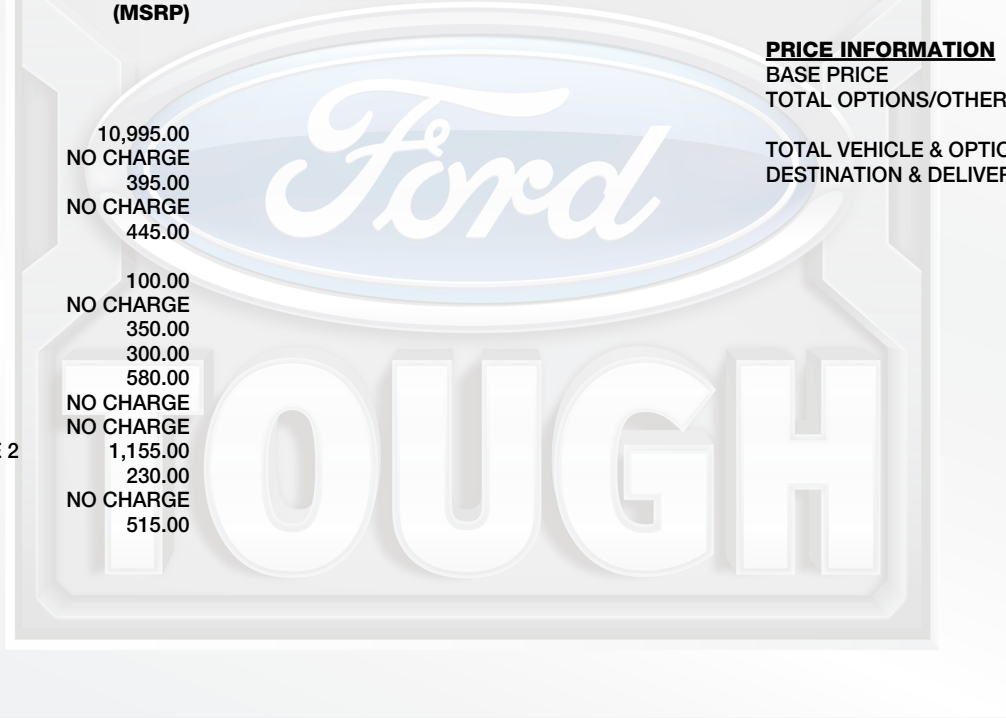 (MSRP)
10,995.00
NO CHARGE
395.00
NO CHARGE
445.00
100.00
NO CHARGE
350.00
300.00
580.00
NO CHARGE
NO CHARGE
2
1,155.00
230.00
NO CHARGE
515.00
PRICE INFORMATION
BASE PRICE
TOTAL OPTIONS/OTHER
TOTAL VEHICLE & OPTIO
DESTINATION & DELIVER
Ford
TOUGH